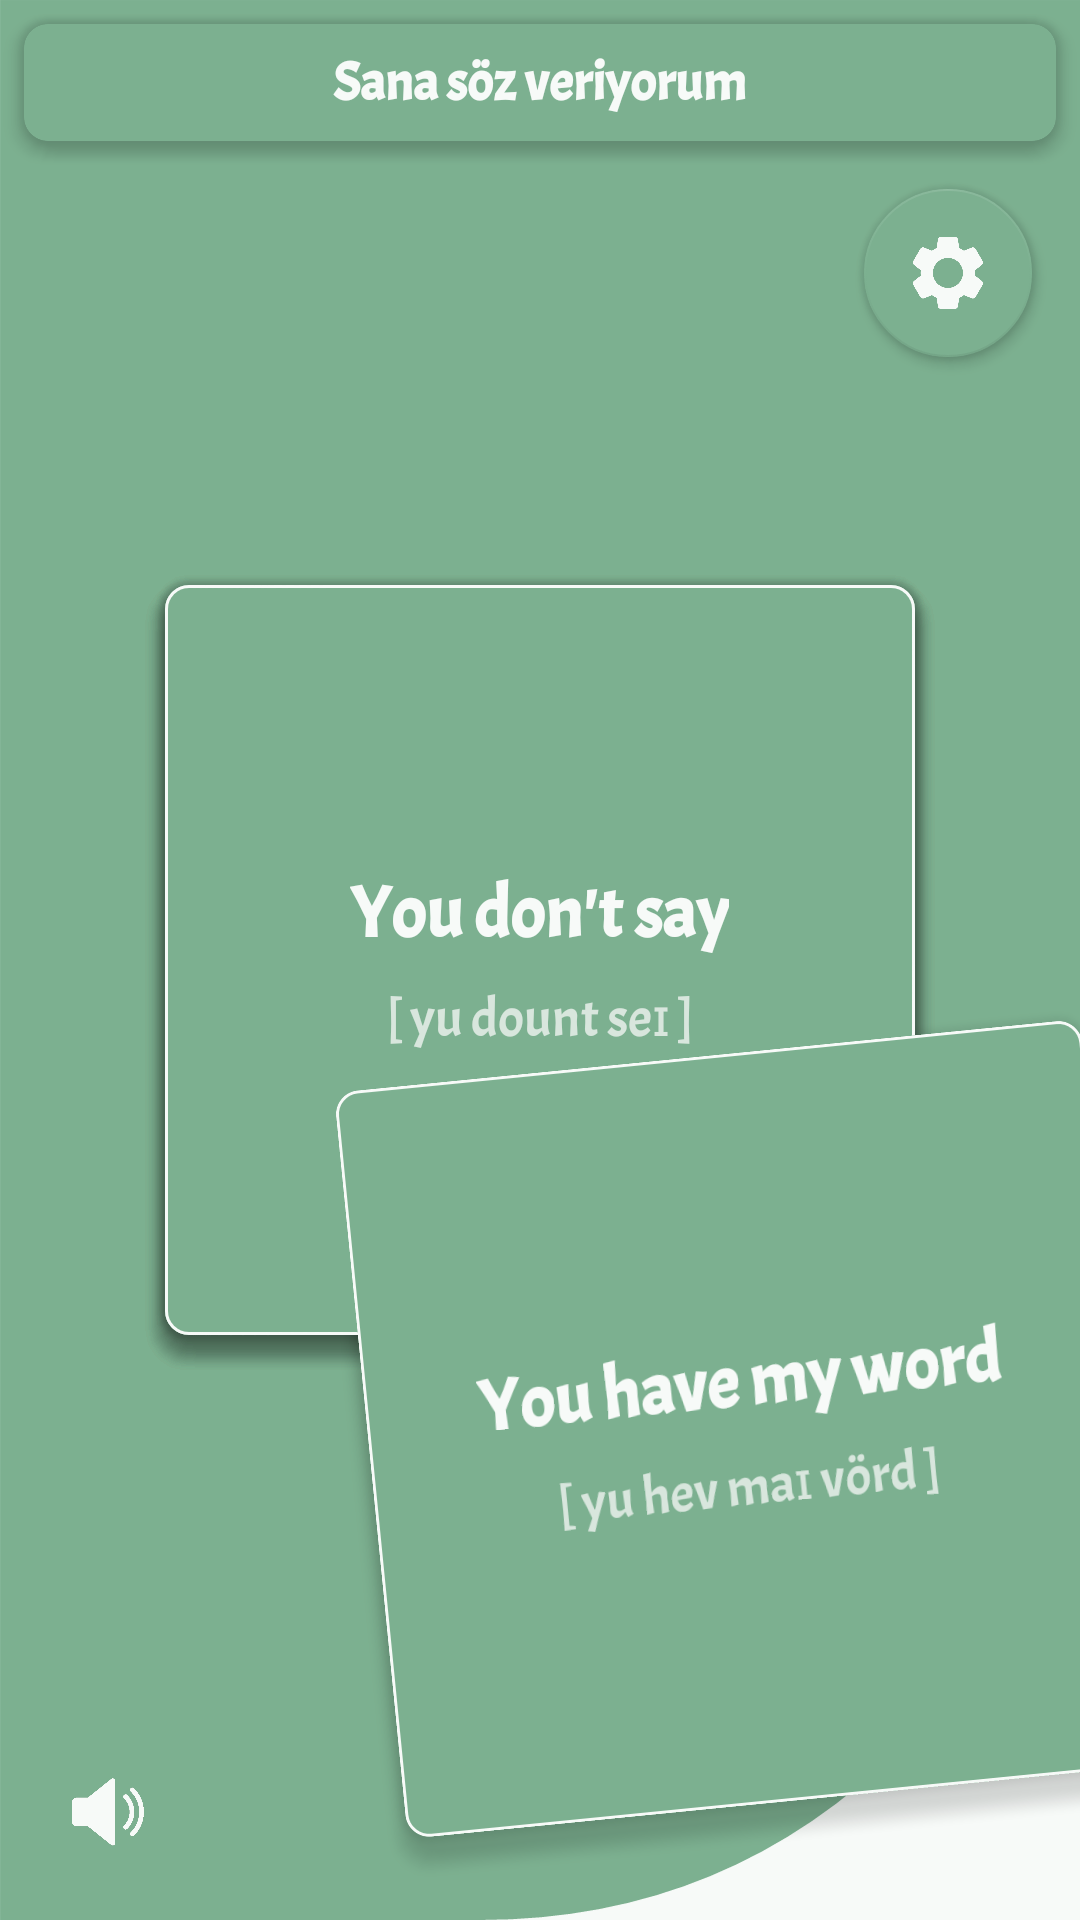 Sana söz veriyorum
You don't say
[ yu dount seɪ ]
You have my word
[ yu hev maɪ vörd ]